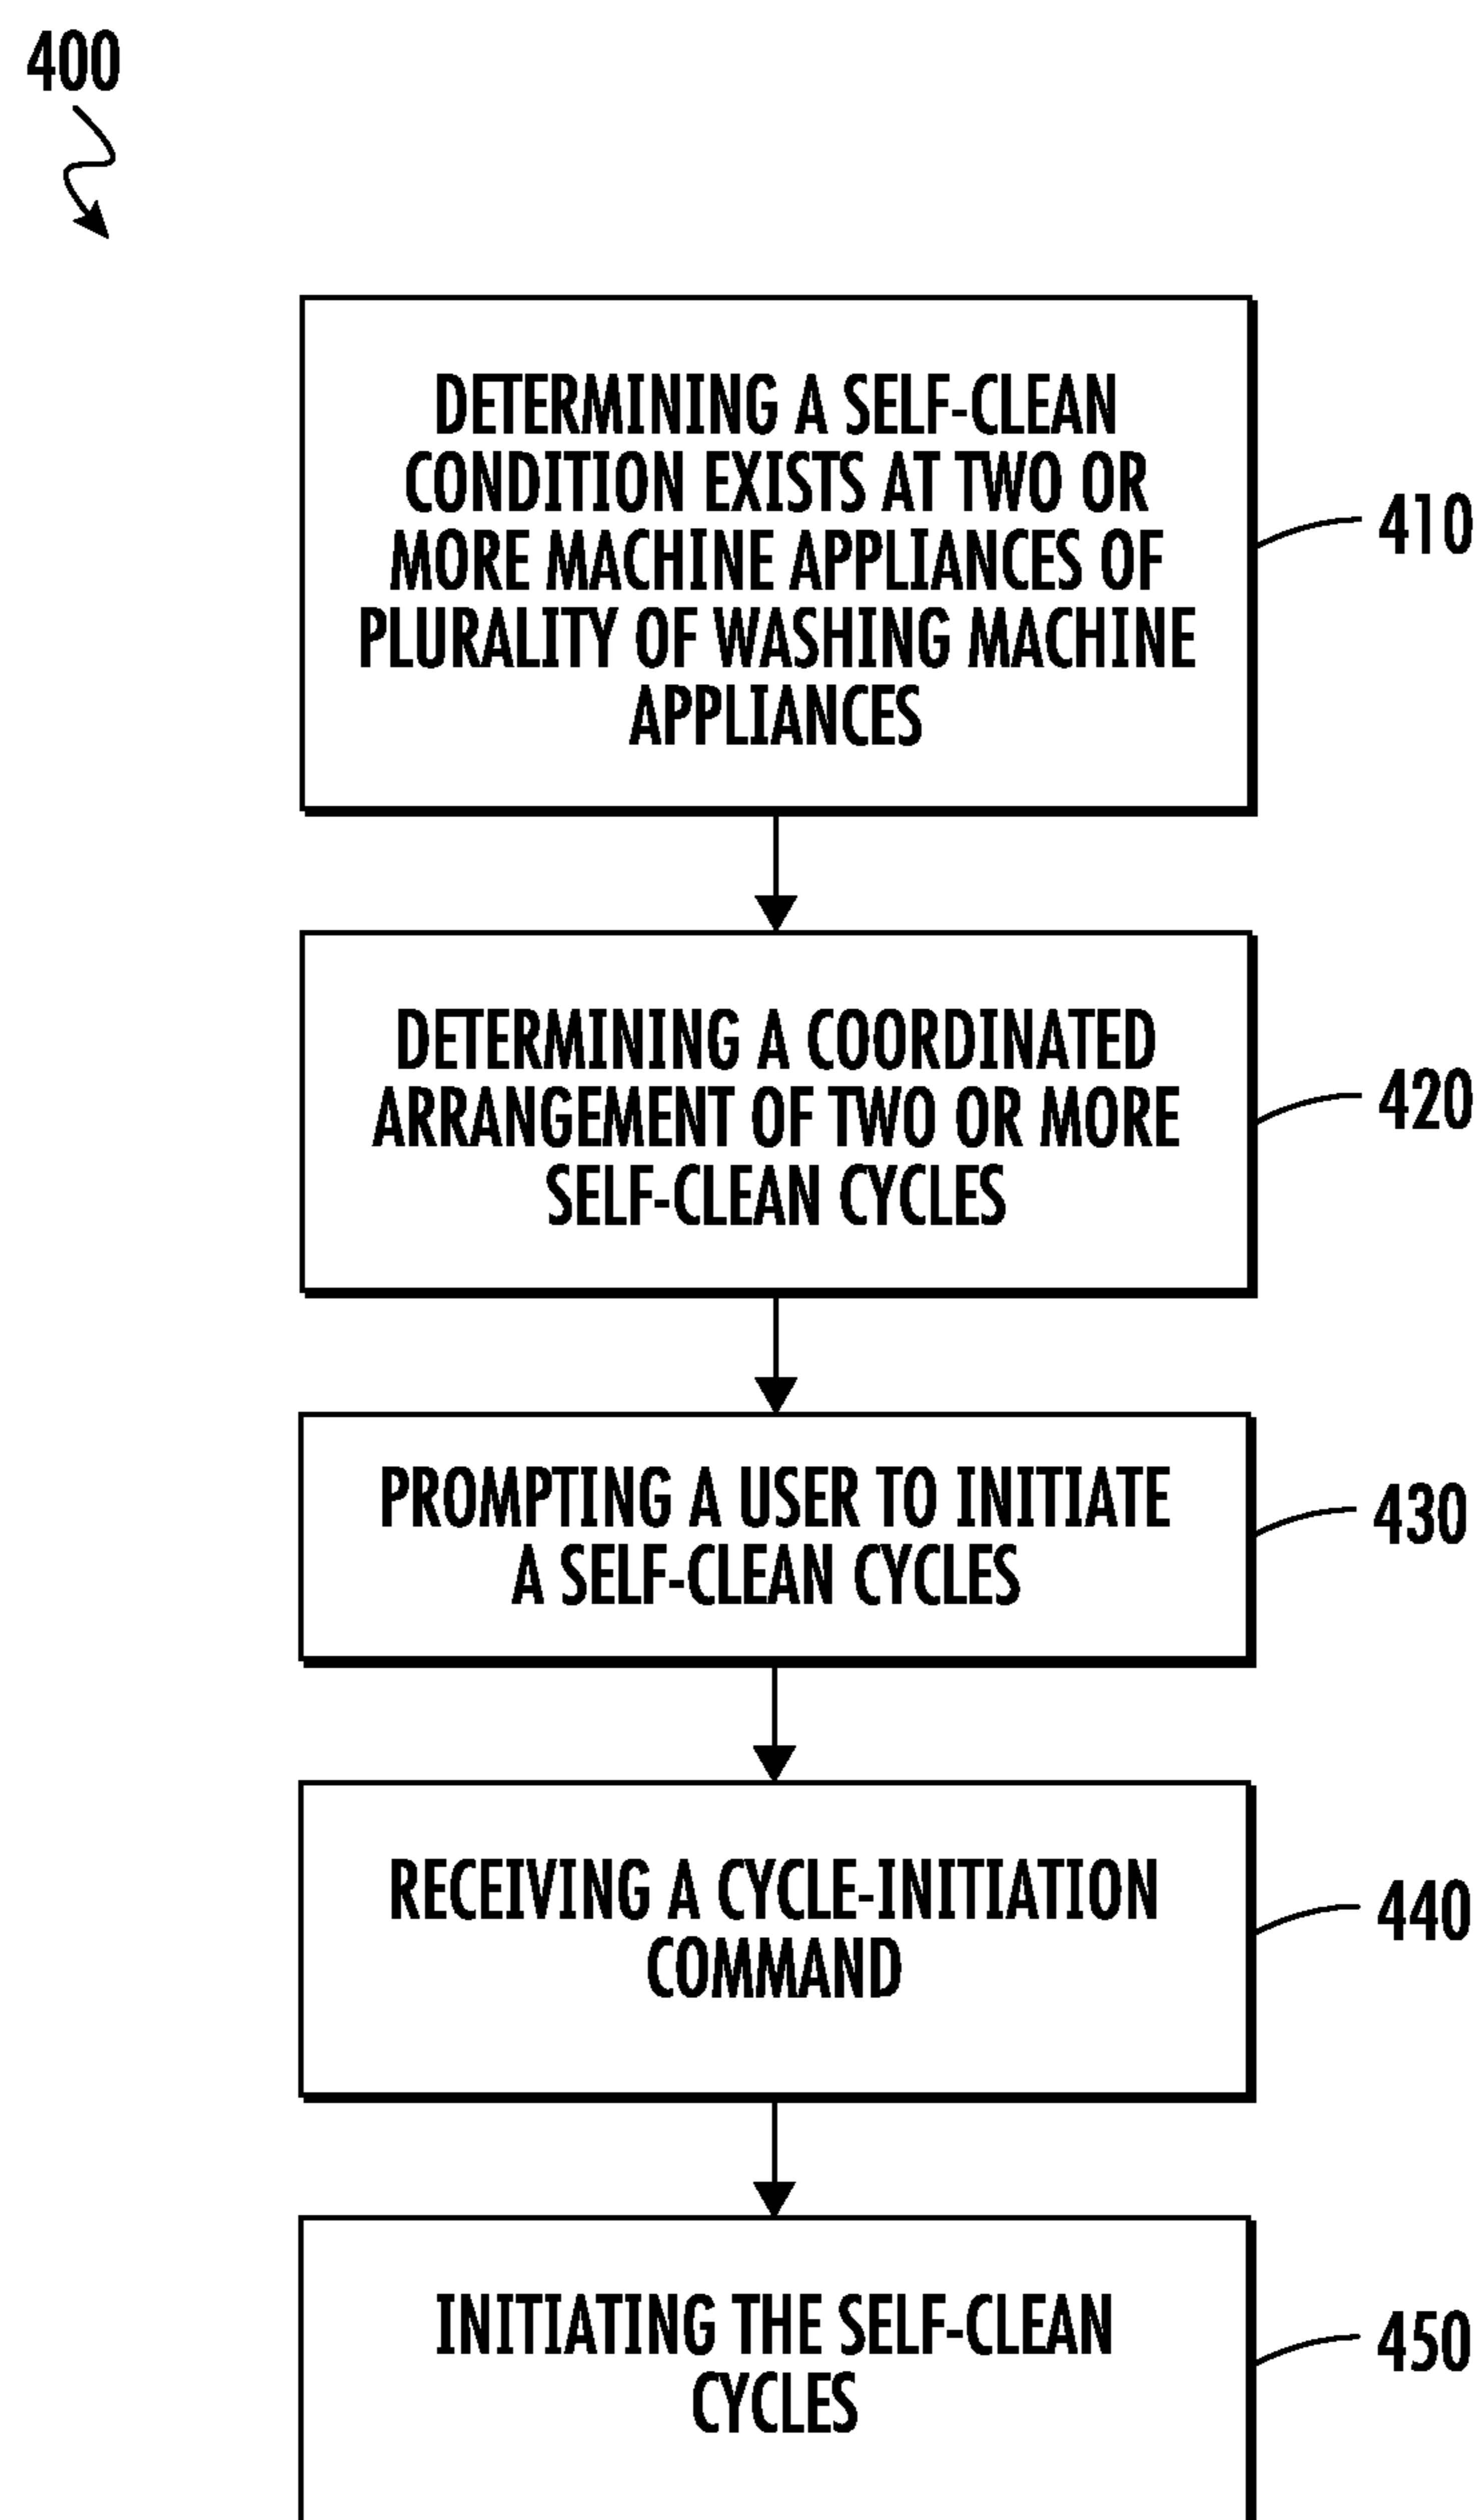 400
DETERMINING A SELF-CLEAN
CONDITION EXISTS AT TWO OR
MORE MACHINE APPLIANCES OF
PLURALITY OF WASHING MACHINE
APPLIANCES
410
DETERMINING A COORDINATED
ARRANGEMENT OF TWO OR MORE
SELF-CLEAN CYCLES
420
PROMPTING A USER TO INITIATE
A SELF-CLEAN CYCLES
430
RECEIVING A CYCLE-INITIATION
COMMAND
440
INITIATING THE SELF-CLEAN
CYCLES
450